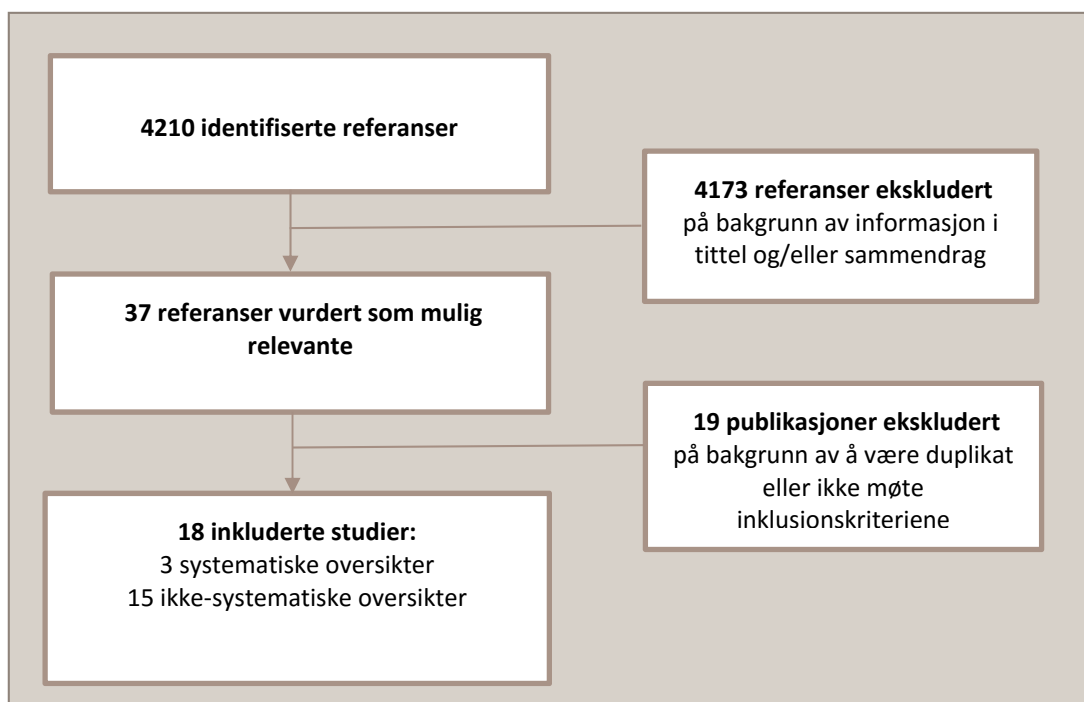 4210 identifiserte referanser
4173 referanser ekskludert
på bakgrunn av informasjon i
tittel og/eller sammendrag
37 referanser vurdert som mulig
relevante
19 publikasjoner ekskludert
på bakgrunn av å være duplikat
eller ikke møte
inklusionskriteriene
18 inkluderte studier:
3 systematiske oversikter
15 ikke-systematiske oversikter